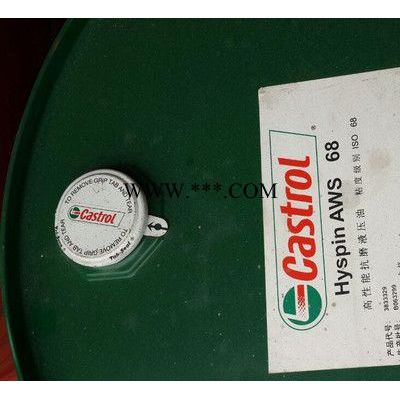 TO REMOVE GRIP TAB AND TEAR
Castrol
TO REMOVE GRIP TAB AND TEAR
Tab-Seal
www.***.com
Castrol
Hyspin AWS 68
高性能抗磨液压油 粘度级别 ISO 68
产品代号: 3833329